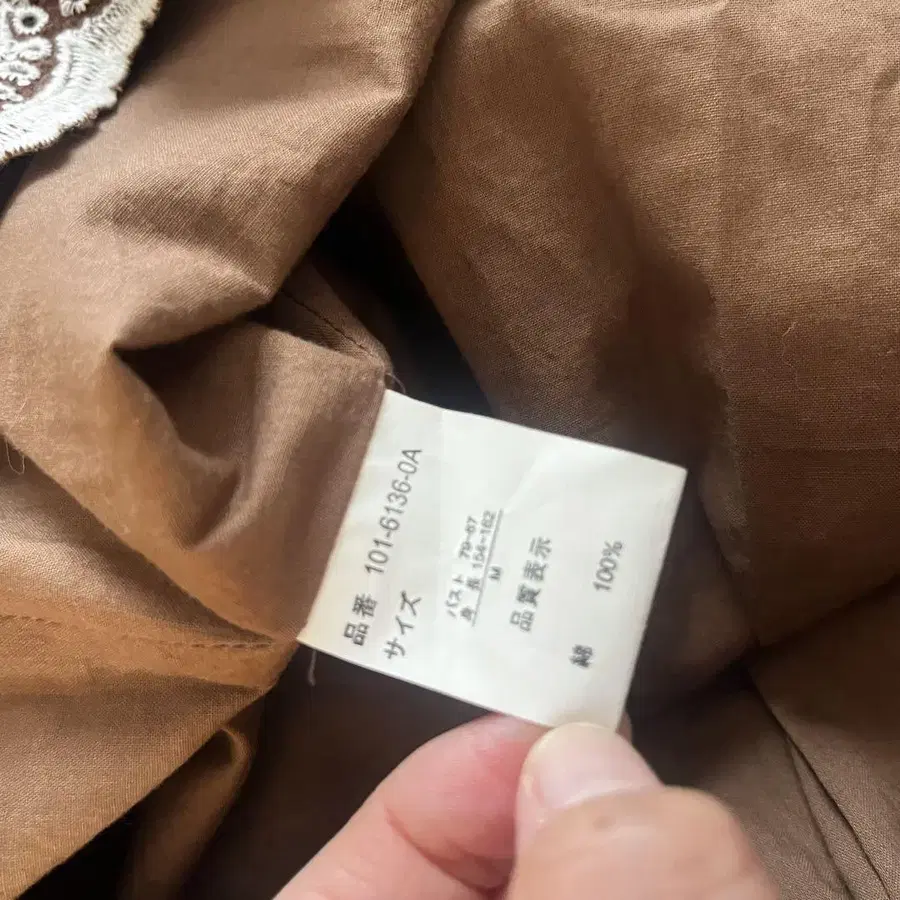 品番 101-6136-0A
サイズ
バスト 79~87
身 長 154~162
M
品質表示
綿 100%